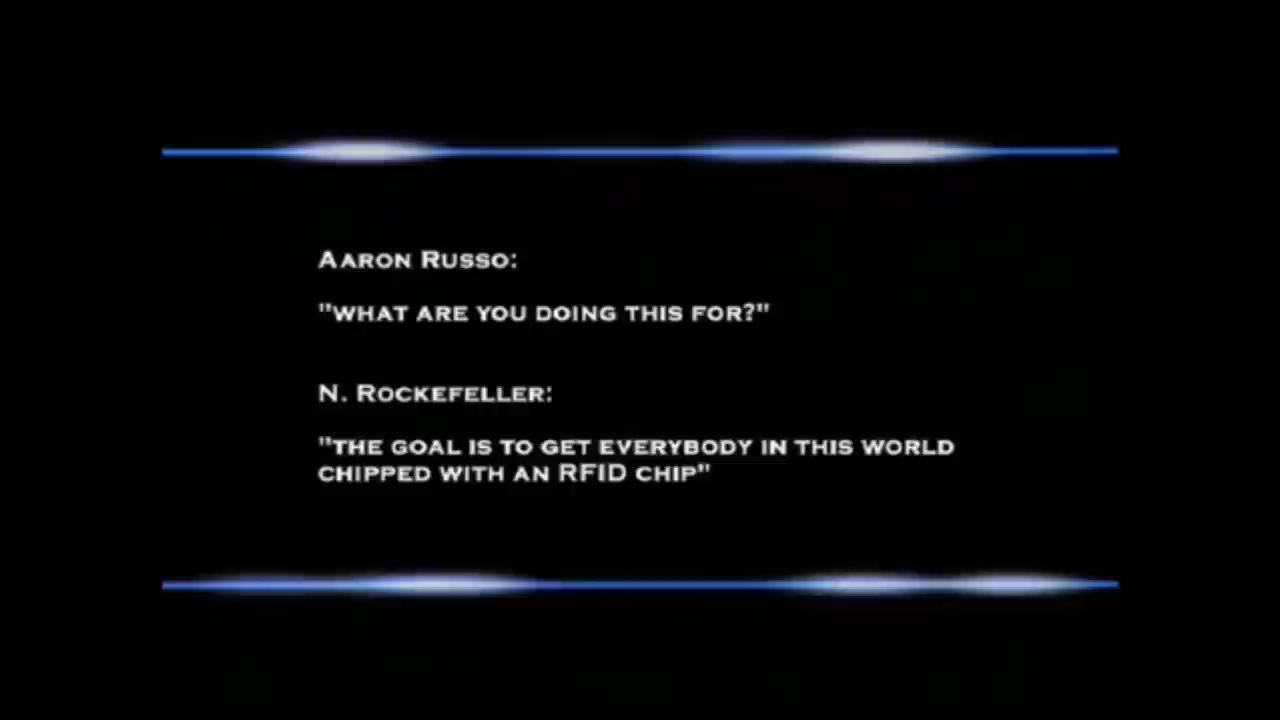 Aaron Russo:
"what are you doing this for?"
N. Rockefeller:
"the goal is to get everybody in this world
chipped with an RFID chip"